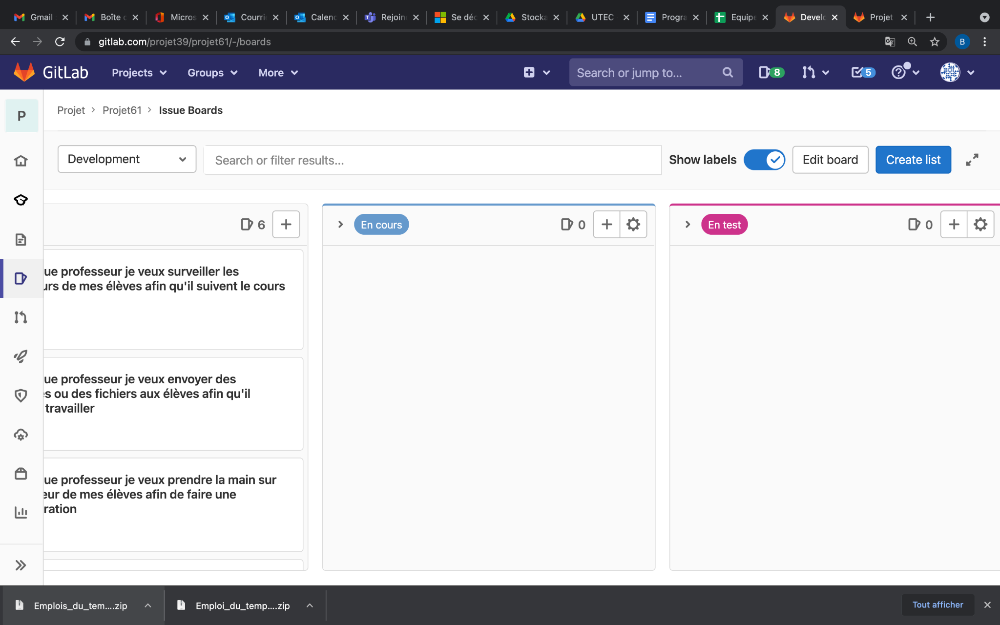 Gmail
Boîte
Micros
Courri
Calend
Rejoin
Se déc
Stocka
UTEC
Progra
Equipe
Develo
Projet
gitlab.com/projet39/projet61/-/boards
B
GitLab
Projects
Groups
More
Search or jump to...
8
5
P
Projet > Projet61 > Issue Boards
Development
Search or filter results...
Show labels
Edit board
Create list
6
En cours
0
En test
0
ue professeur je veux surveiller les
urs de mes élèves afin qu'il suivent le cours
ue professeur je veux envoyer des
es ou des fichiers aux élèves afin qu'il
travailler
ue professeur je veux prendre la main sur
eur de mes élèves afin de faire une
ration
Emplois_du_tem....zip
Emploi_du_temp....zip
Tout afficher